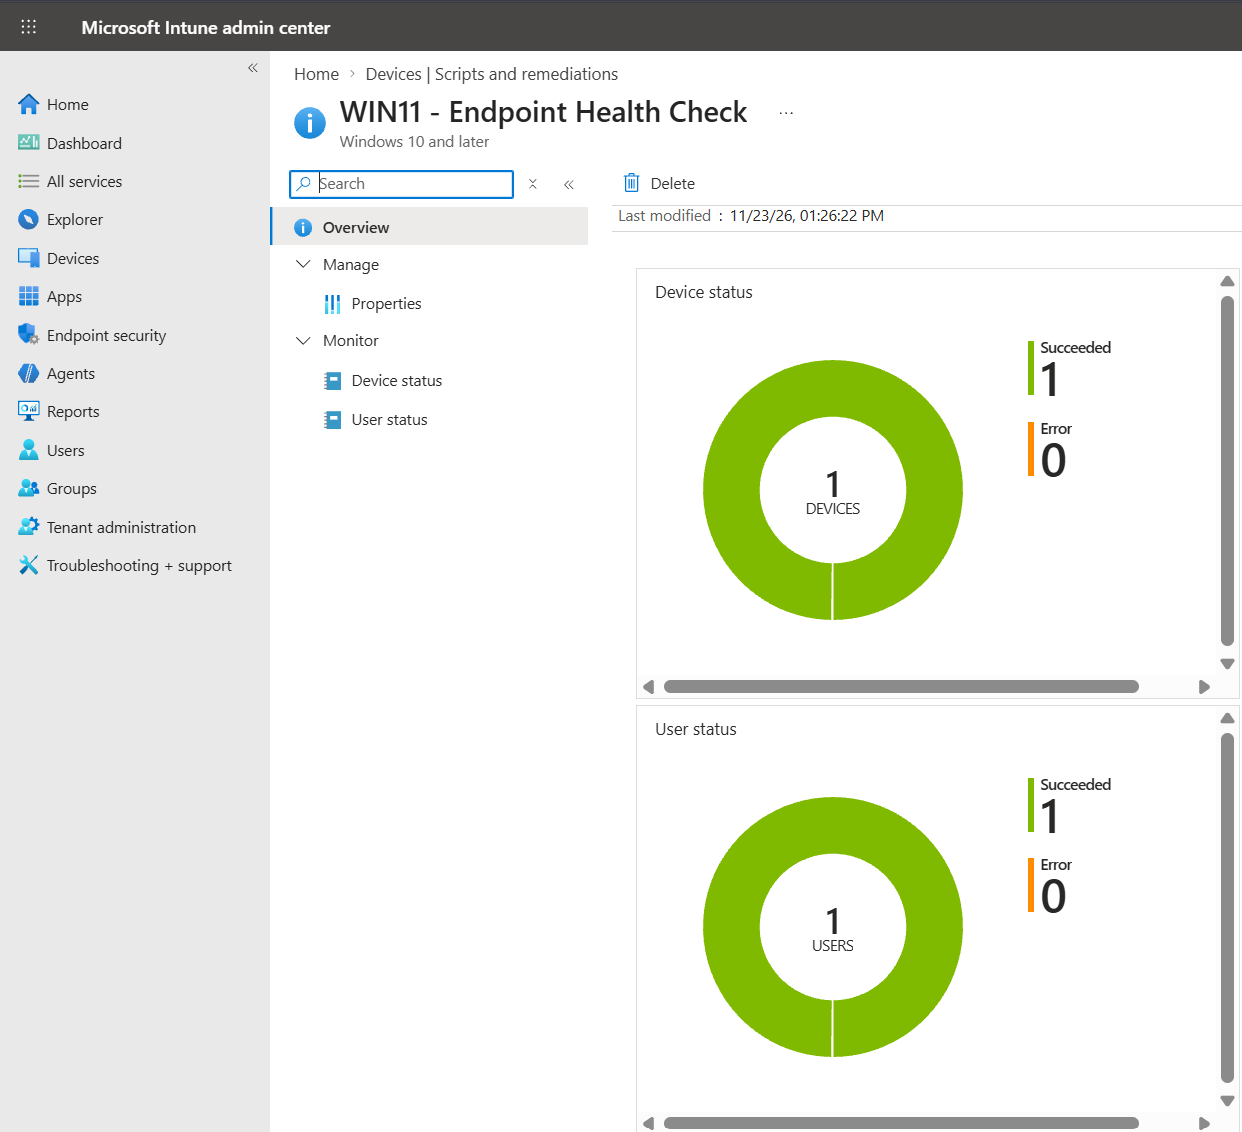 Microsoft Intune admin center
Home
Dashboard
All services
Explorer
Devices
Apps
Endpoint security
Agents
Reports
Users
Groups
Tenant administration
Troubleshooting + support
Home > Devices | Scripts and remediations
WIN11 - Endpoint Health Check ...
Windows 10 and later
Search
Overview
Manage
Properties
Monitor
Device status
User status
Delete
Last modified : 11/23/26, 01:26:22 PM
Device status
1
DEVICES
Succeeded
1
Error
0
User status
1
USERS
Succeeded
1
Error
0